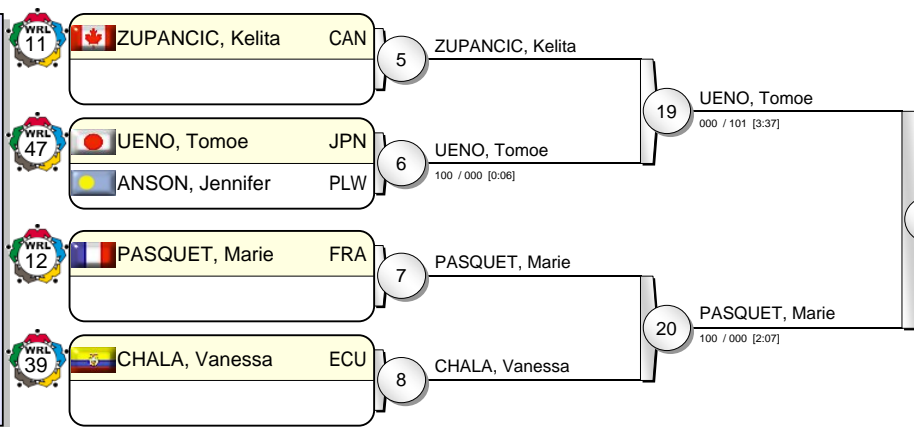 WRL
11
ZUPANCIC, Kelita CAN
5
ZUPANCIC, Kelita
19
UENO, Tomoe
000 / 101 [3:37]
WRL
47
UENO, Tomoe JPN
ANSON, Jennifer PLW
6
UENO, Tomoe
100 / 000 [0:06]
WRL
12
PASQUET, Marie FRA
7
PASQUET, Marie
20
PASQUET, Marie
100 / 000 [2:07]
WRL
39
CHALA, Vanessa ECU
8
CHALA, Vanessa